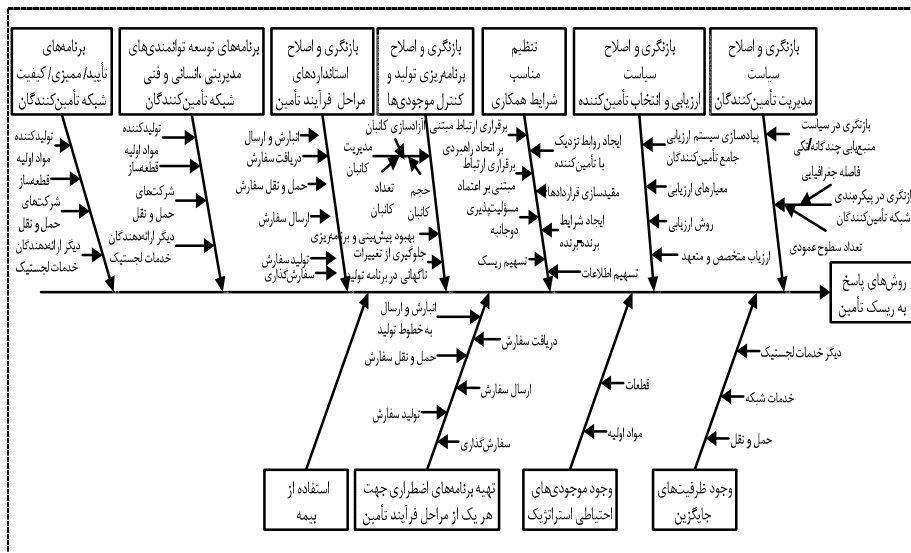 بازنگری و اصلاح
سیاست
مدیریت تأمین‌کنندگان
بازنگری و اصلاح
سیاست
ارزیابی و انتخاب تأمین‌کننده
تنظیم
مناسب
شرایط همکاری
بازنگری و اصلاح
برنامه‌ریزی تولید و
کنترل موجودی‌ها
بازنگری و اصلاح
استانداردهای
مراحل فرآیند تأمین
برنامه‌های توسعه توانمندی‌های
مدیریتی ،انسانی و فنی
شبکه تأمین‌کنندگان
برنامه‌های
تأیید/ ممیزی/ کیفیت
شبکه تأمین‌کنندگان
بازنگری در سیاست
منبع‌یابی چندگانه/تکی
فاصله جغرافیایی
بازنگری در پیکره‌بندی
شبکه تأمین‌کنندگان
تعداد سطوح عمودی
پیاده‌سازی سیستم ارزیابی
جامع تأمین‌کنندگان
معیارهای ارزیابی
روش ارزیابی
ارزیاب متخصص و متعهد
ایجاد روابط نزدیک
با تأمین‌کننده
مقیدسازی قراردادها
ایجاد شرایط
برنده-برنده
تسهیم اطلاعات
برقراری ارتباط مبتنی
بر اتحاد راهبردی
برقراری ارتباط
مبتنی بر اعتماد
مسؤلیت‌پذیری
دوجانبه
تسهیم ریسک
آزادسازی کانبان
مدیریت
کانبان
تعداد
کانبان
حجم
کانبان
بهبود پیش‌بینی و برنامه‌ریزی
جلوگیری از تغییرات
ناگهانی در برنامه تولید
انبارش و ارسال
دریافت سفارش
حمل و نقل سفارش
ارسال سفارش
تولید سفارش
سفارش‌گذاری
تولیدکننده
مواد اولیه
قطعه‌ساز
شرکت‌های
حمل و نقل
دیگر ارائه‌دهندگان
خدمات لجستیک
تولیدکننده
مواد اولیه
قطعه‌ساز
شرکت‌های
حمل و نقل
دیگر ارائه‌دهندگان
خدمات لجستیک
روش‌های پاسخ
به ریسک تأمین
دیگر خدمات لجستیک
خدمات شبکه
حمل و نقل
قطعات
مواد اولیه
انبارش و ارسال
به خطوط تولید
دریافت سفارش
حمل و نقل سفارش
ارسال سفارش
تولید سفارش
سفارش‌گذاری
وجود ظرفیت‌های
جایگزین
وجود موجودی‌های
احتیاطی استراتژیک
تهیه برنامه‌های اضطراری جهت
هر یک از مراحل فرآیند تأمین
استفاده از
بیمه